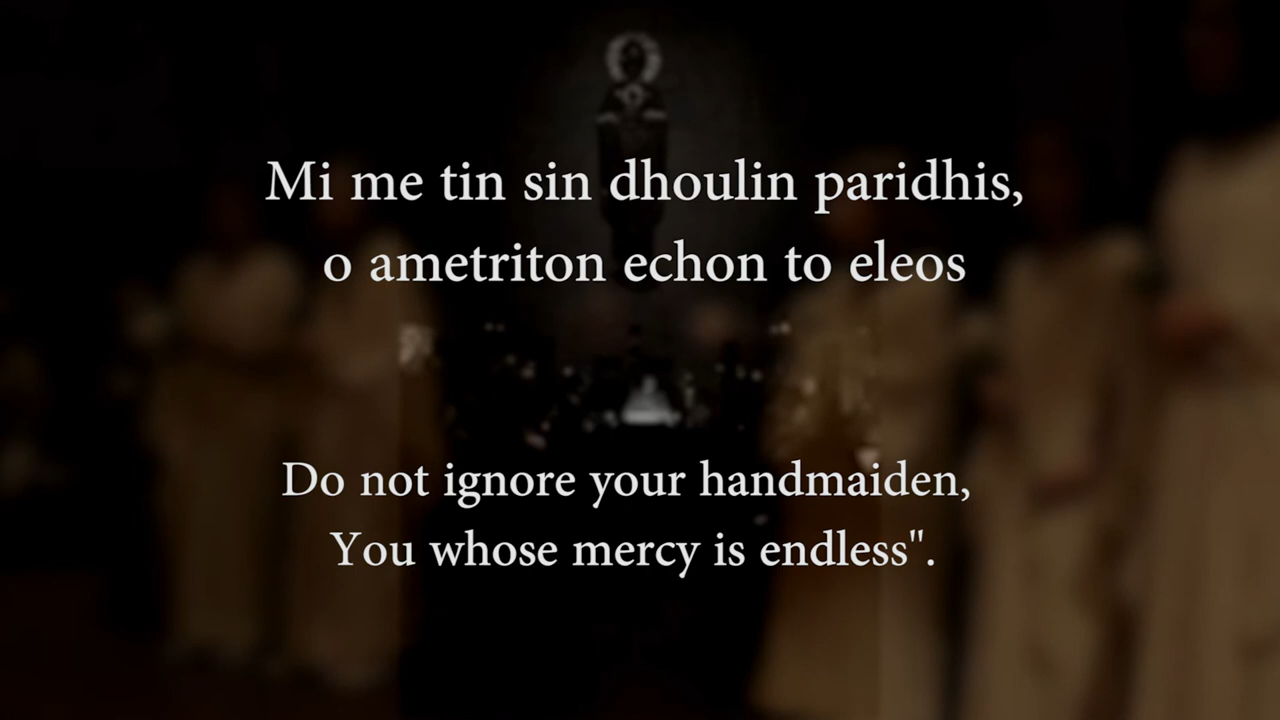 Mi me tin sin dhoulin paridhis,
o ametriton echon to eleos
Do not ignore your handmaiden,
You whose mercy is endless".